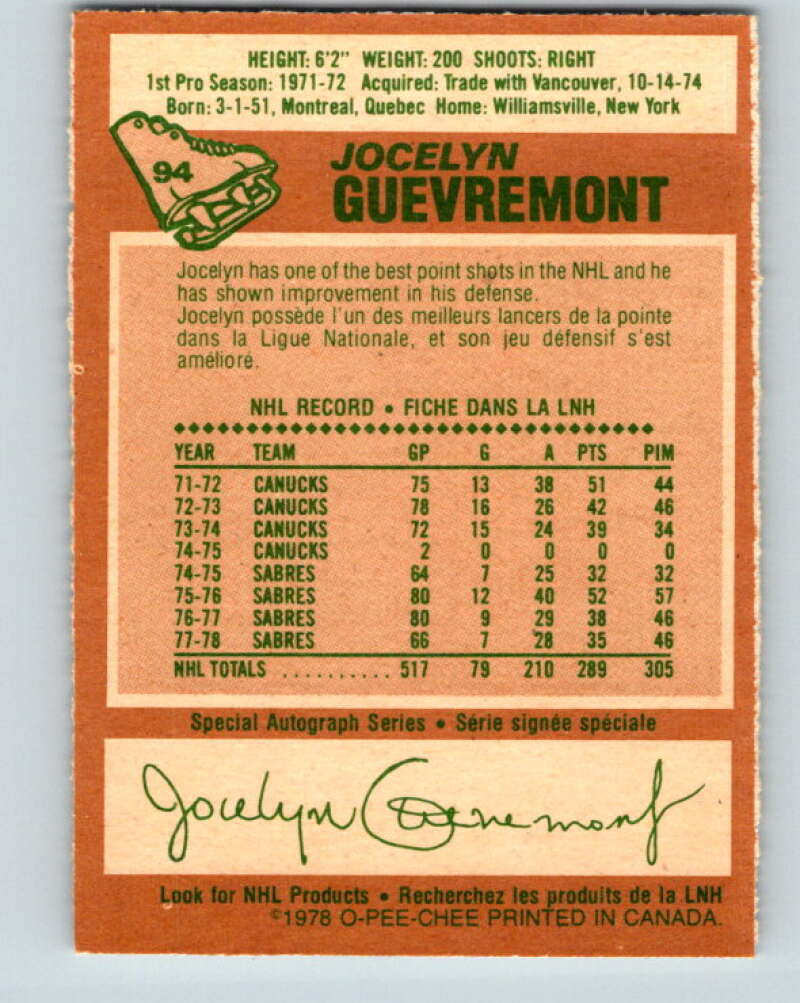 HEIGHT: 6'2" WEIGHT: 200 SHOOTS: RIGHT
1st Pro Season: 1971-72 Acquired: Trade with Vancouver, 10-14-74
Born: 3-1-51, Montreal, Quebec Home: Williamsville, New York
94
JOCELYN
GUEVREMONT
Jocelyn has one of the best point shots in the NHL and he
has shown improvement in his defense.
Jocelyn possède l'un des meilleurs lancers de la pointe
dans la Ligue Nationale, et son jeu défensif s'est
amélioré.
NHL RECORD • FICHE DANS LA LNH
YEAR TEAM GP G A PTS PIM
71-72 CANUCKS 75 13 38 51 44
72-73 CANUCKS 78 16 26 42 46
73-74 CANUCKS 72 15 24 39 34
74-75 CANUCKS 2 0 0 0 0
74-75 SABRES 64 7 25 32 32
75-76 SABRES 80 12 40 52 57
76-77 SABRES 80 9 29 38 46
77-78 SABRES 66 7 28 35 46
NHL TOTALS .......... 517 79 210 289 305
Special Autograph Series • Série signée spéciale
Jocelyn Guevremont
Look for NHL Products • Recherchez les produits de la LNH
©1978 O-PEE-CHEE PRINTED IN CANADA.